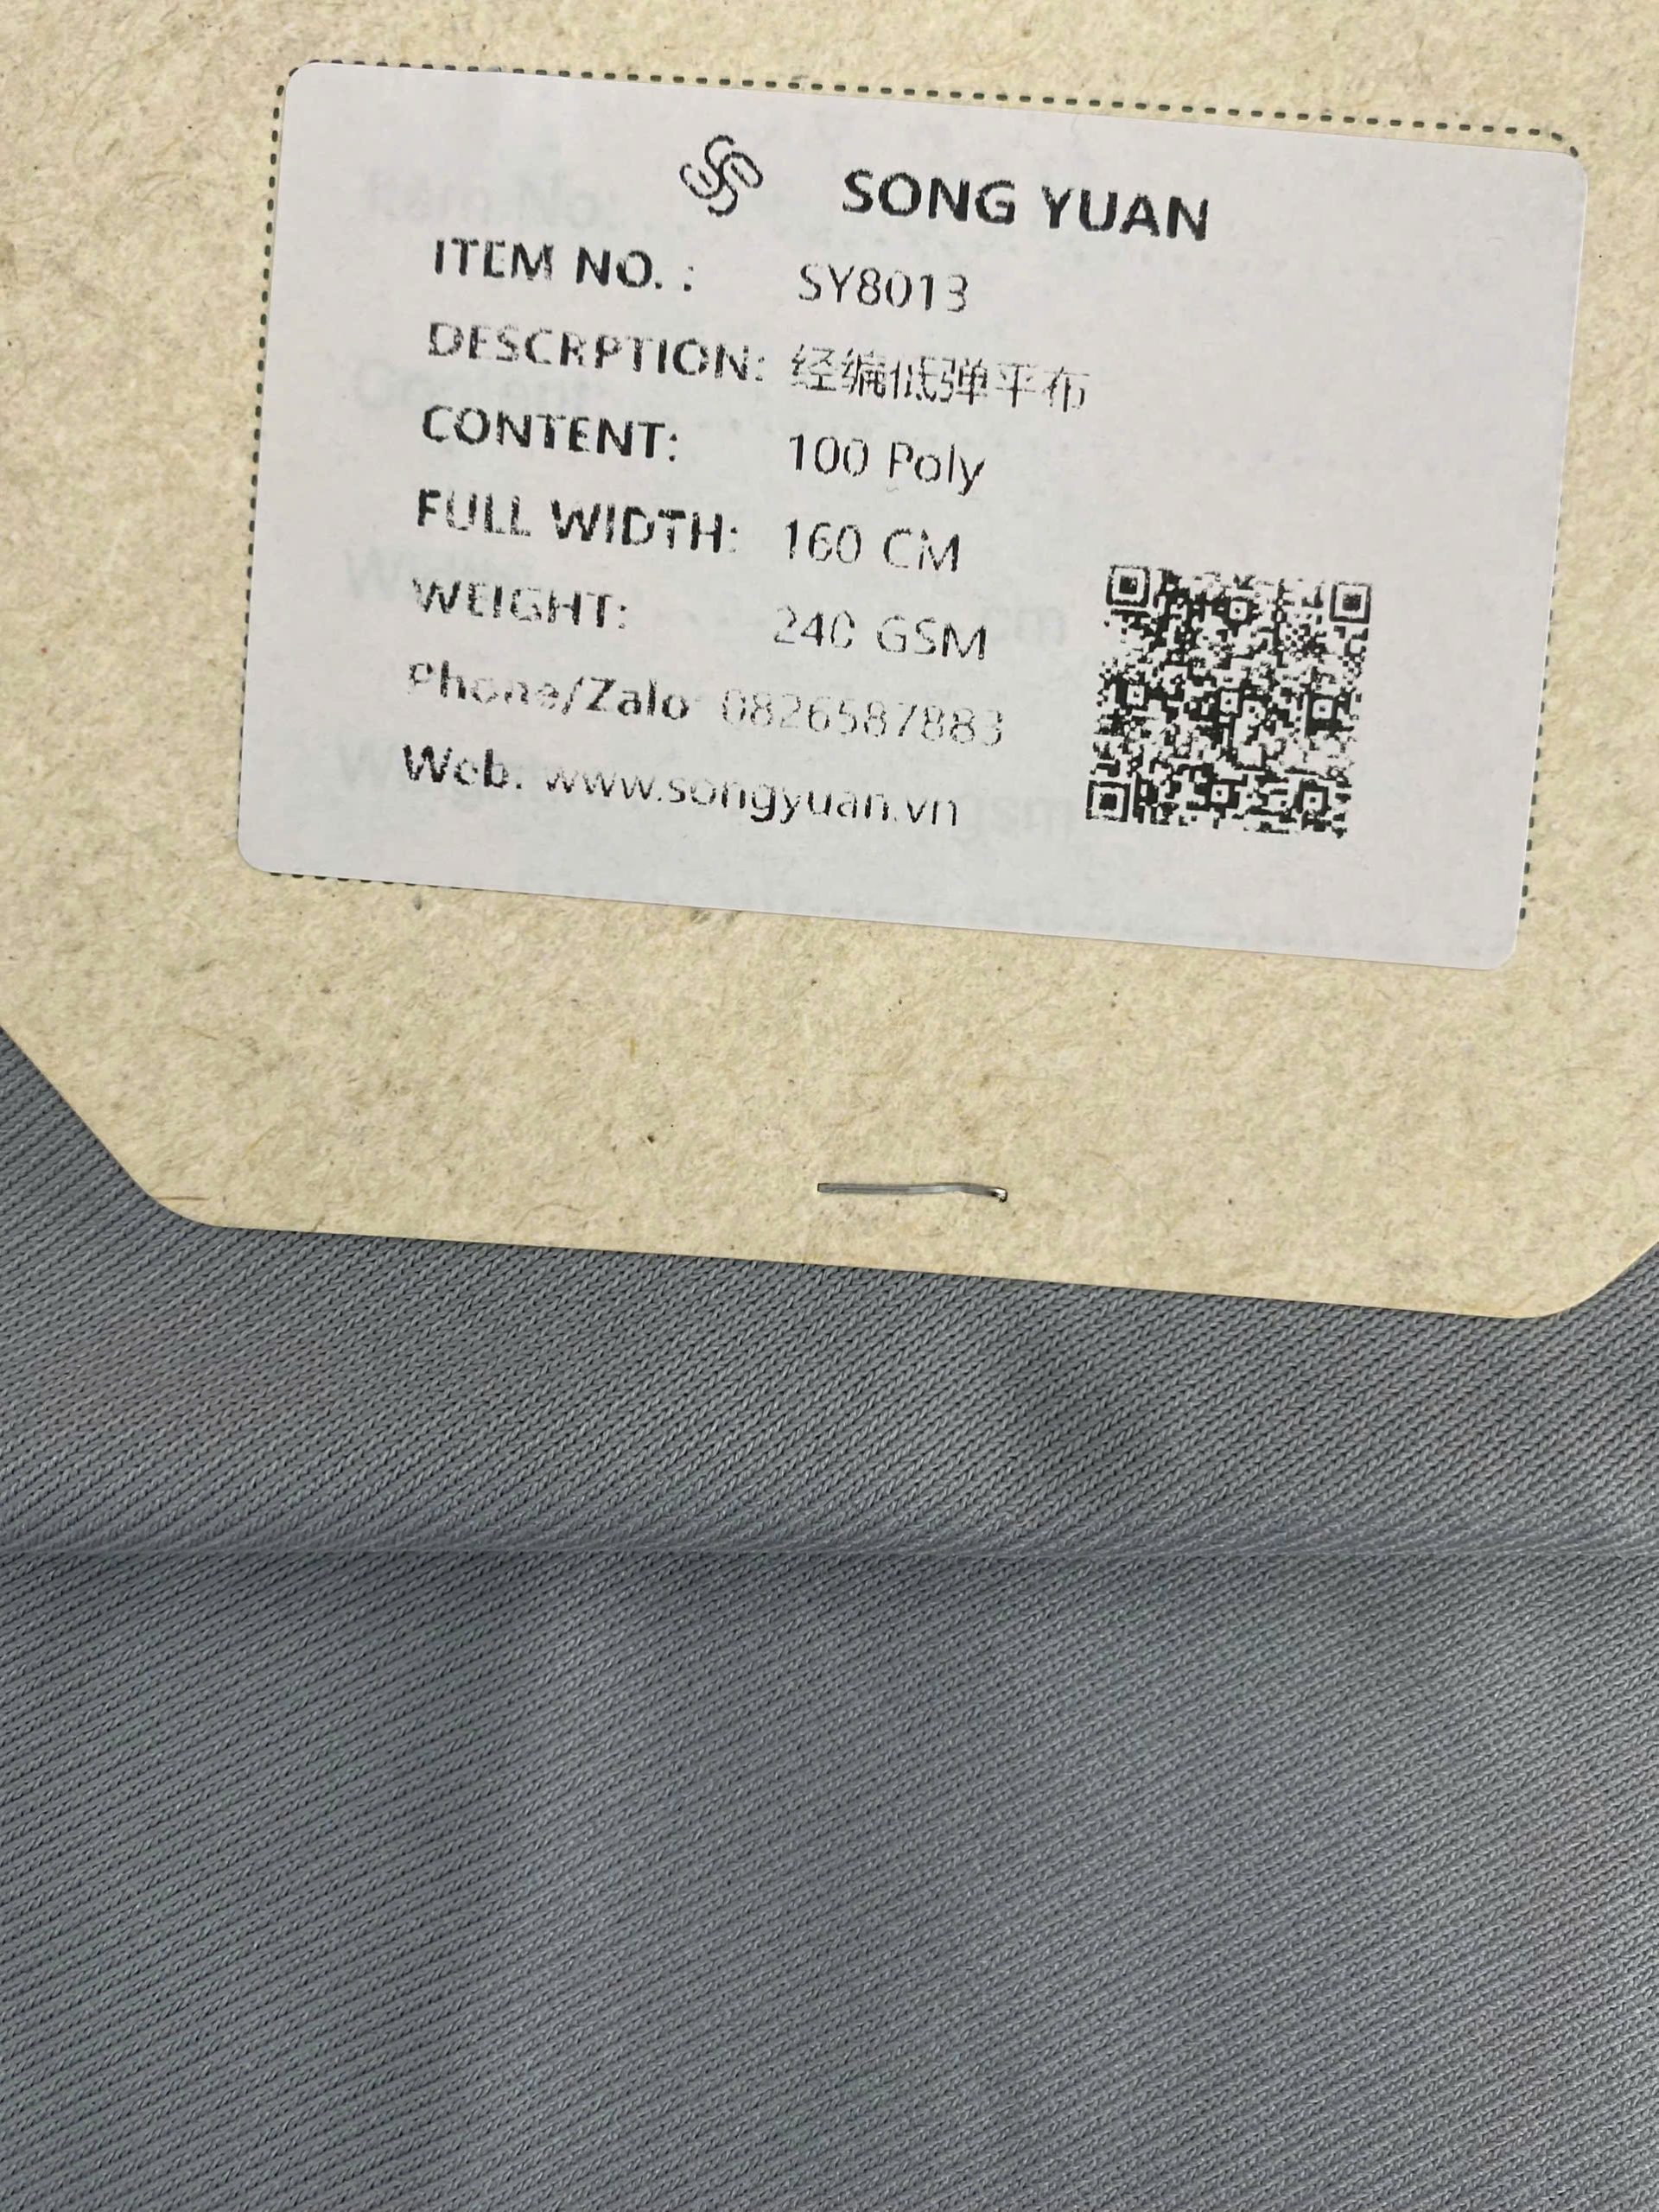 SONG YUAN
ITEM NO. : SY8013
DESCRPTION: 经编低弹平布
CONTENT: 100 Poly
FULL WIDTH: 160 CM
WEIGHT: 240 GSM
Phone/Zalo: 0826587883
Web: www.songyuan.vn